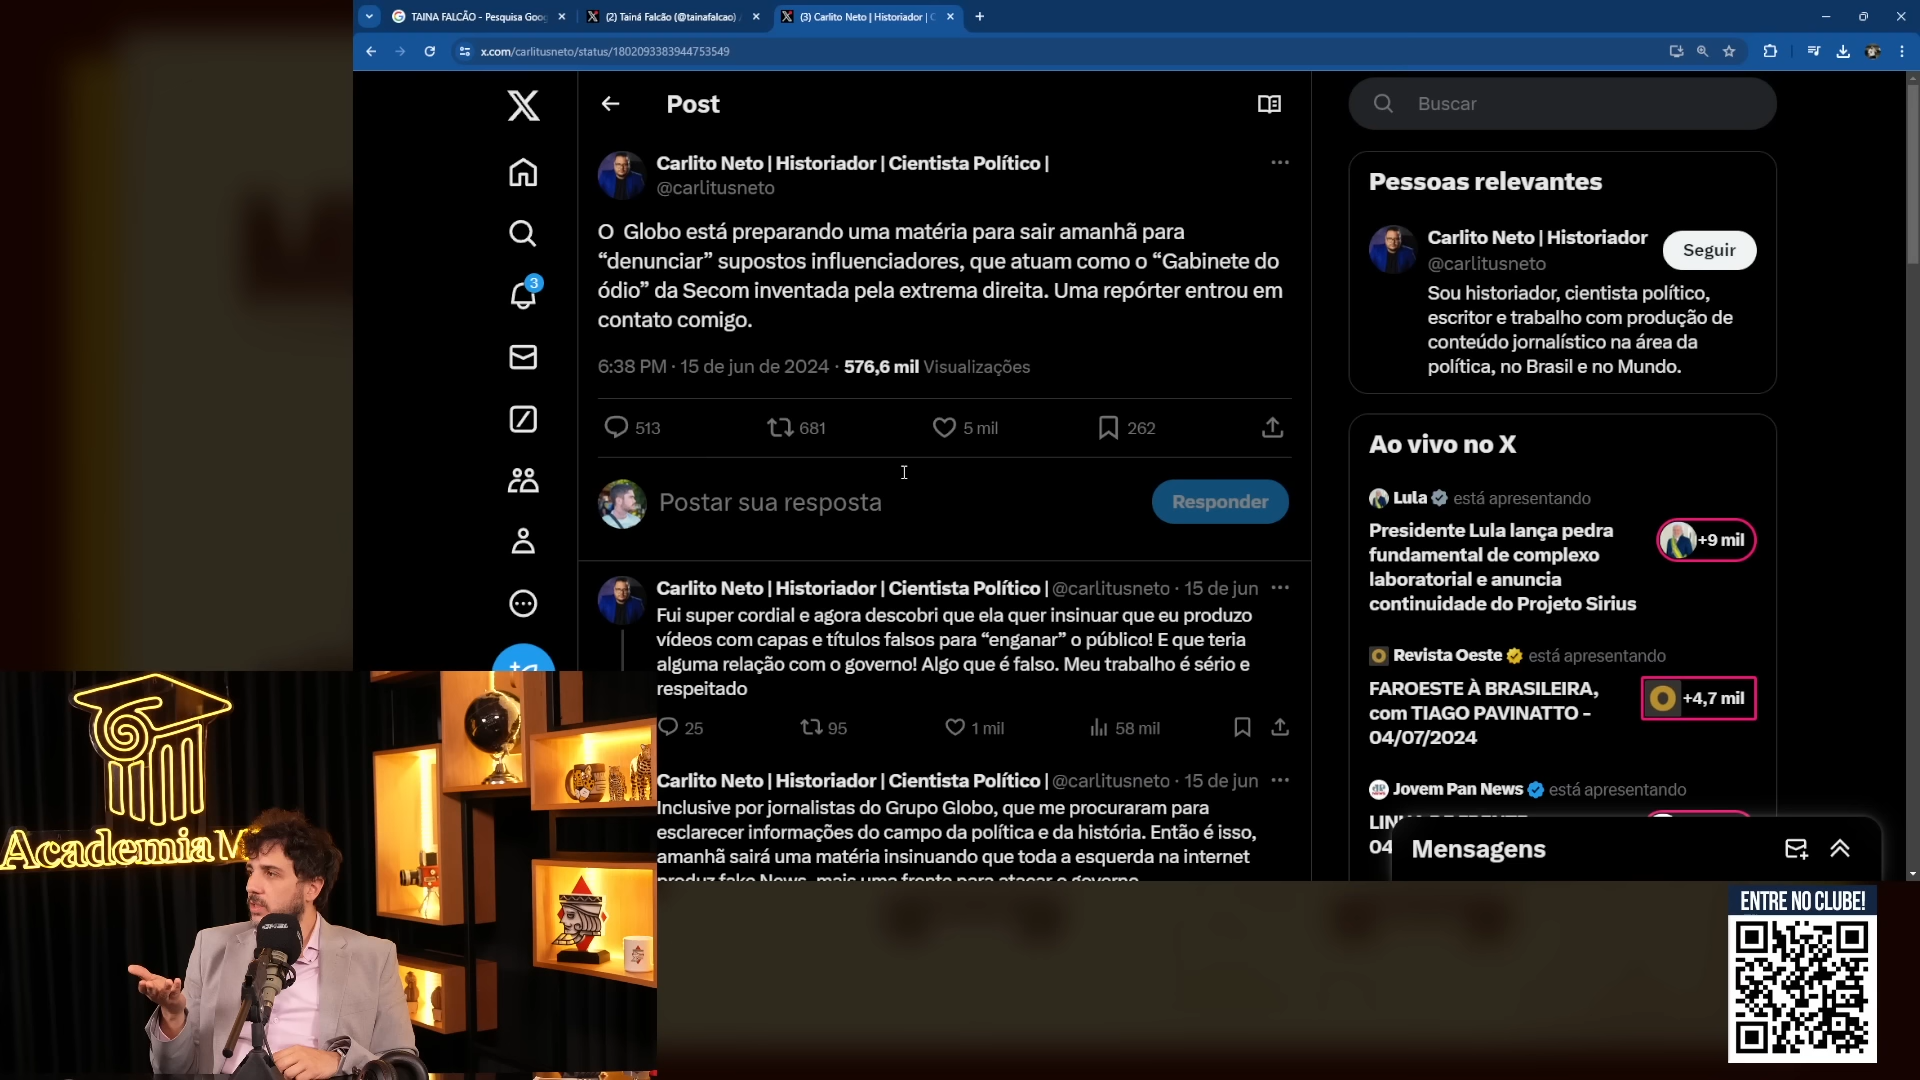 TAINA FALCÃO - Pesquisa Goog
(2) Tainá Falcão (@tainafalcao)
(3) Carlito Neto | Historiador | C
x.com/carlitusneto/status/1802093383944753549
Post
Carlito Neto | Historiador | Cientista Político |
@carlitusneto
O Globo está preparando uma matéria para sair amanhã para
“denunciar” supostos influenciadores, que atuam como o “Gabinete do
ódio” da Secom inventada pela extrema direita. Uma repórter entrou em
contato comigo.
6:38 PM · 15 de jun de 2024 · 576,6 mil Visualizações
513 681 5 mil 262
Postar sua resposta
Responder
Carlito Neto | Historiador | Cientista Político | @carlitusneto · 15 de jun
Fui super cordial e agora descobri que ela quer insinuar que eu produzo
vídeos com capas e títulos falsos para “enganar” o público! E que teria
alguma relação com o governo! Algo que é falso. Meu trabalho é sério e
respeitado
25 95 1 mil 58 mil
Carlito Neto | Historiador | Cientista Político | @carlitusneto · 15 de jun
Inclusive por jornalistas do Grupo Globo, que me procuraram para
esclarecer informações do campo da política e da história. Então é isso,
amanhã sairá uma matéria insinuando que toda a esquerda na internet
produz fake News, mais uma frente para atacar o governo
3
Buscar
Pessoas relevantes
Carlito Neto | Historiador
@carlitusneto
Seguir
Sou historiador, cientista político,
escritor e trabalho com produção de
conteúdo jornalístico na área da
política, no Brasil e no Mundo.
Ao vivo no X
Lula está apresentando
Presidente Lula lança pedra
fundamental de complexo
laboratorial e anuncia
continuidade do Projeto Sirius
+9 mil
Revista Oeste está apresentando
FAROESTE À BRASILEIRA,
com TIAGO PAVINATTO -
04/07/2024
+4,7 mil
Jovem Pan News está apresentando
04
Mensagens
Academia M
ENTRE NO CLUBE!